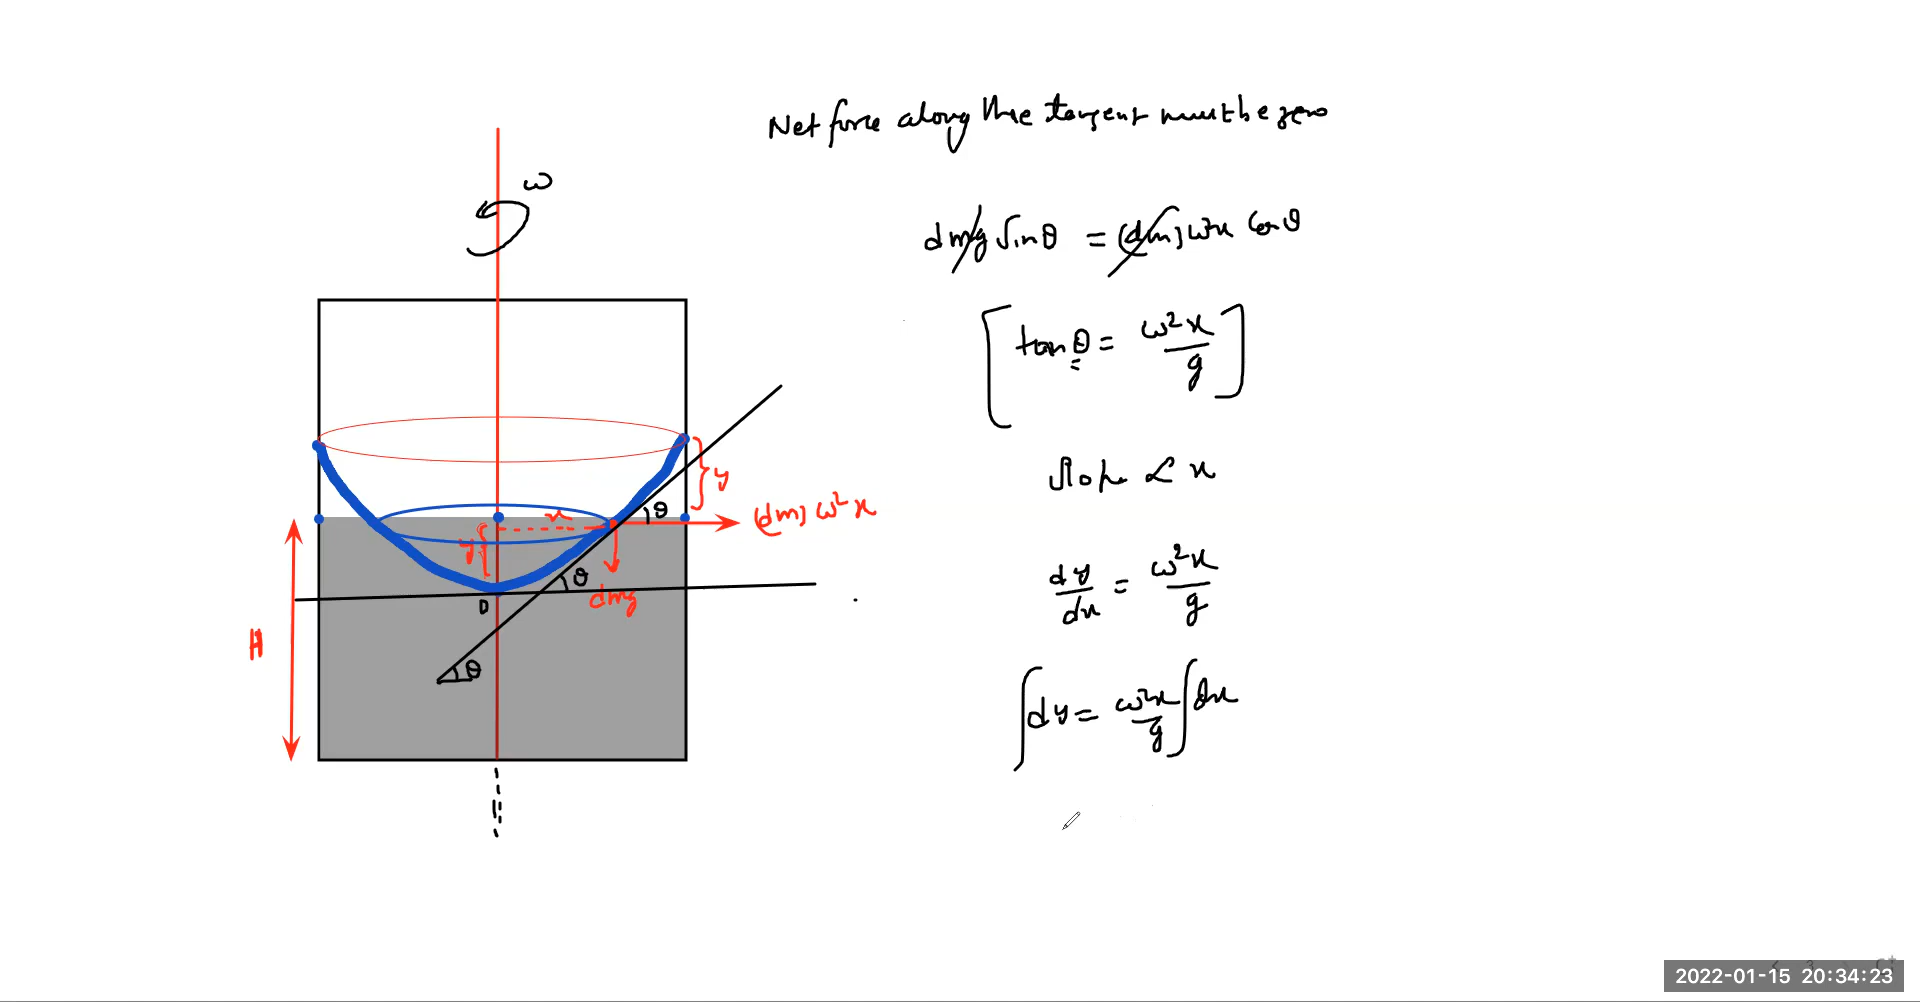 Net force along the tangent must be zero
ω
dmg sinθ = (dm)ω²x cosθ
[tanθ = ω²x/g]
y
Slope ∝ x
θ
(dm) ω²x
x
y
θ
dmg
dy/dx = ω²x/g
O
H
θ
∫dy = ω²x/g ∫dx
2022-01-15 20:34:23